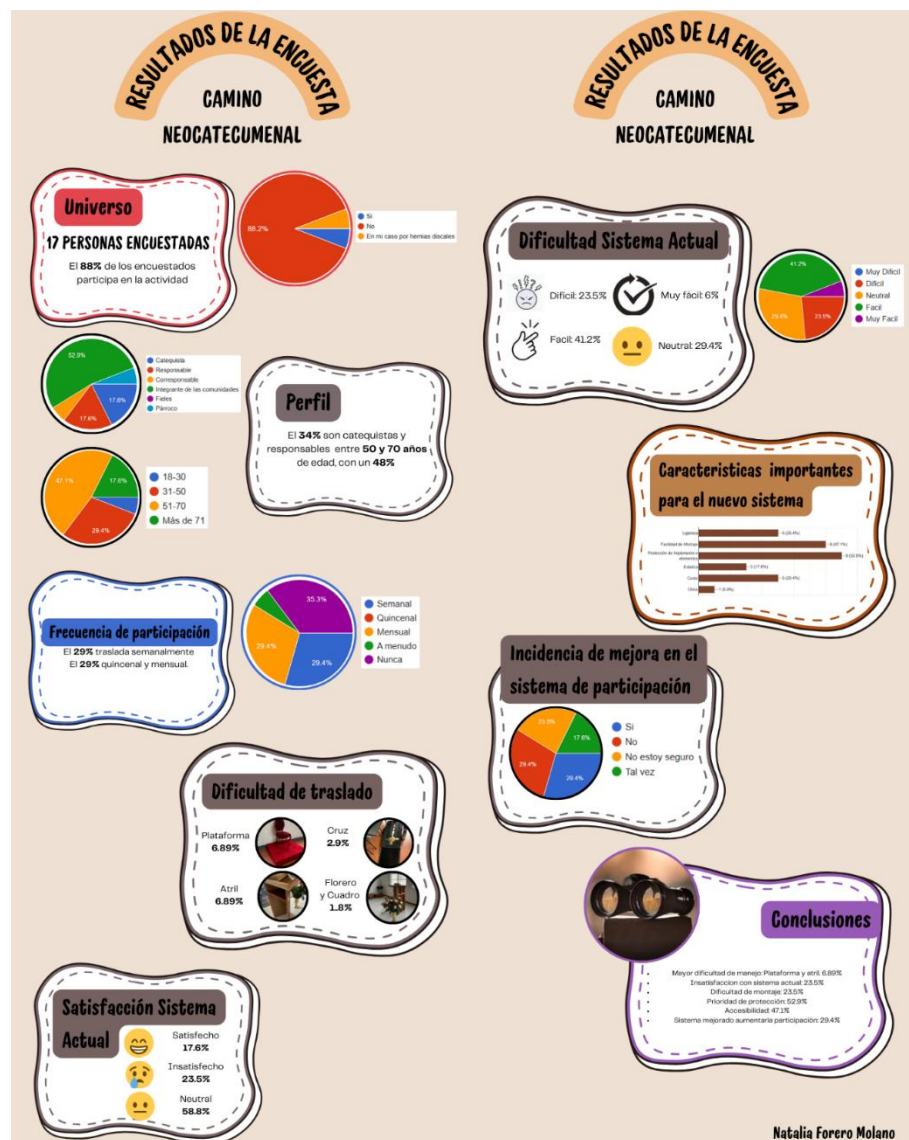 RESULTADOS DE LA ENCUESTA
CAMINO
NEOCATECUMENAL
Universo
17 PERSONAS ENCUESTADAS
El 88% de los encuestados
participa en la actividad
88.2%
Si
No
En mi caso por hernias discales
52.9%
17.6%
17.6%
Catequista
Responsable
Corresponsable
Integrante de las comunidades
Fieles
Párroco
Perfil
El 34% son catequistas y
responsables entre 50 y 70 años
de edad, con un 48%
47.1%
17.6%
29.4%
18-30
31-50
51-70
Más de 71
Frecuencia de participación
El 29% traslada semanalmente
El 29% quincenal y mensual.
35.3%
29.4%
29.4%
Semanal
Quincenal
Mensual
A menudo
Nunca
Dificultad de traslado
Plataforma
6.89%
Cruz
2.9%
Atril
6.89%
Florero
y Cuadro
1.8%
Satisfacción Sistema
Actual
Satisfecho
17.6%
Insatisfecho
23.5%
Neutral
58.8%
RESULTADOS DE LA ENCUESTA
CAMINO
NEOCATECUMENAL
Dificultad Sistema Actual
Dificil: 23.5%
Muy fácil: 6%
Facil: 41.2%
Neutral: 29.4%
41.2%
29.4%
23.5%
Muy Dificil
Dificil
Neutral
Facil
Muy Facil
Caracteristicas importantes
para el nuevo sistema
Facilidad de Montaje
Estética
Costo
Incidencia de mejora en el
sistema de participación
23.5%
17.6%
29.4%
29.4%
Si
No
No estoy seguro
Tal vez
Conclusiones
Mayor dificultad de manejo: Plataforma y atril: 6.89%
Insatisfaccion con sistema actual: 23.5%
Dificultad de montaje: 23.5%
Prioridad de protección: 52.9%
Accesibilidad: 47.1%
Sistema mejorado aumentaría participación: 29.4%
Natalia Forero Molano